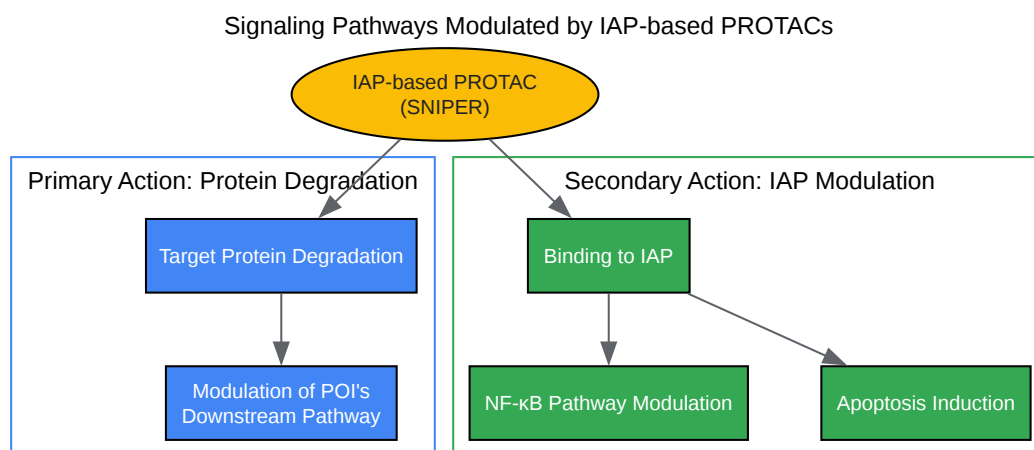 Signaling Pathways Modulated by IAP-based PROTACs
IAP-based PROTAC
(SNIPER)
Primary Action: Protein Degradation
Secondary Action: IAP Modulation
Target Protein Degradation
Binding to IAP
Modulation of POI's
Downstream Pathway
NF-κB Pathway Modulation
Apoptosis Induction